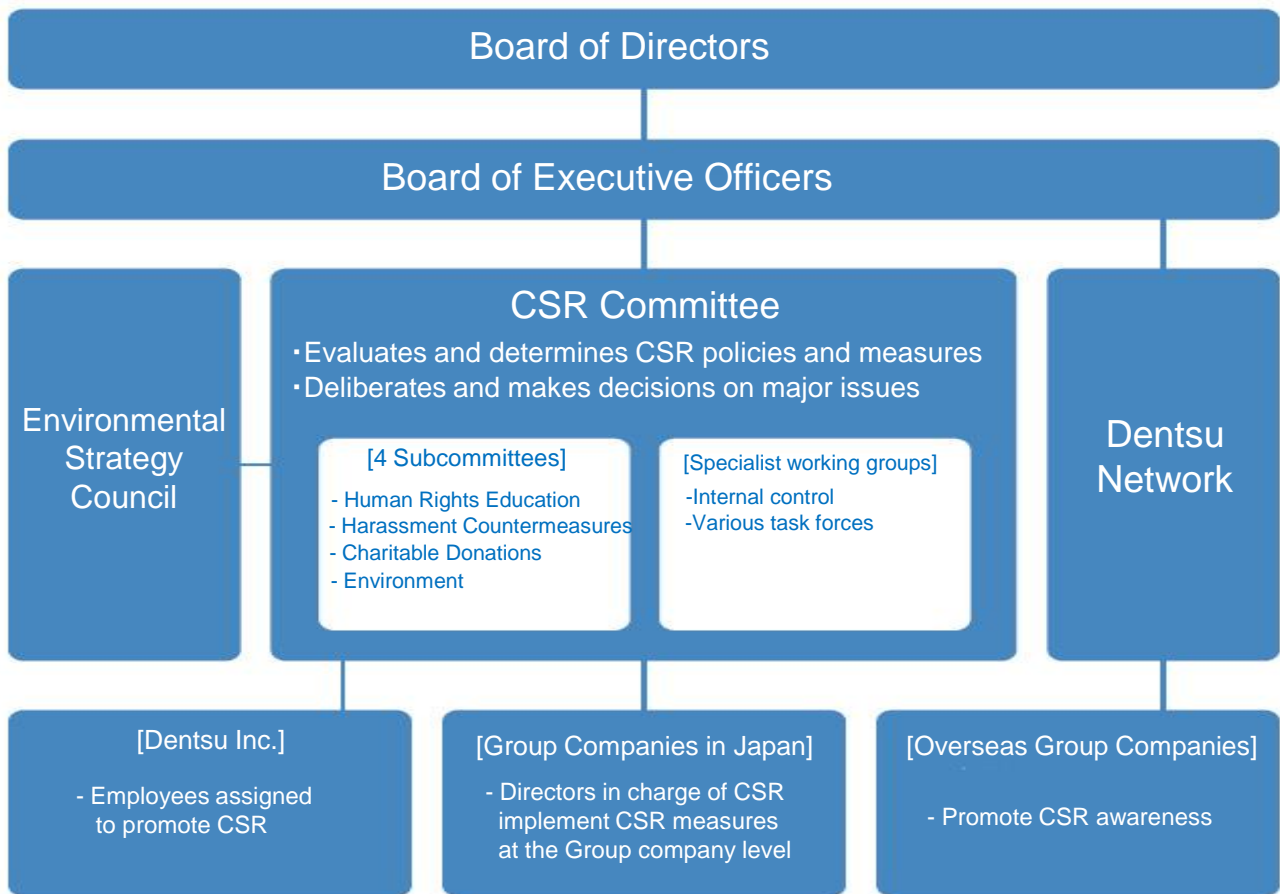 Board of Directors
Board of Executive Officers
Environmental
Strategy
Council
CSR Committee
・Evaluates and determines CSR policies and measures
・Deliberates and makes decisions on major issues
[4 Subcommittees]
- Human Rights Education
- Harassment Countermeasures
- Charitable Donations
- Environment
[Specialist working groups]
-Internal control
-Various task forces
Dentsu
Network
[Dentsu Inc.]
- Employees assigned
to promote CSR
[Group Companies in Japan]
- Directors in charge of CSR
implement CSR measures
at the Group company level
[Overseas Group Companies]
- Promote CSR awareness